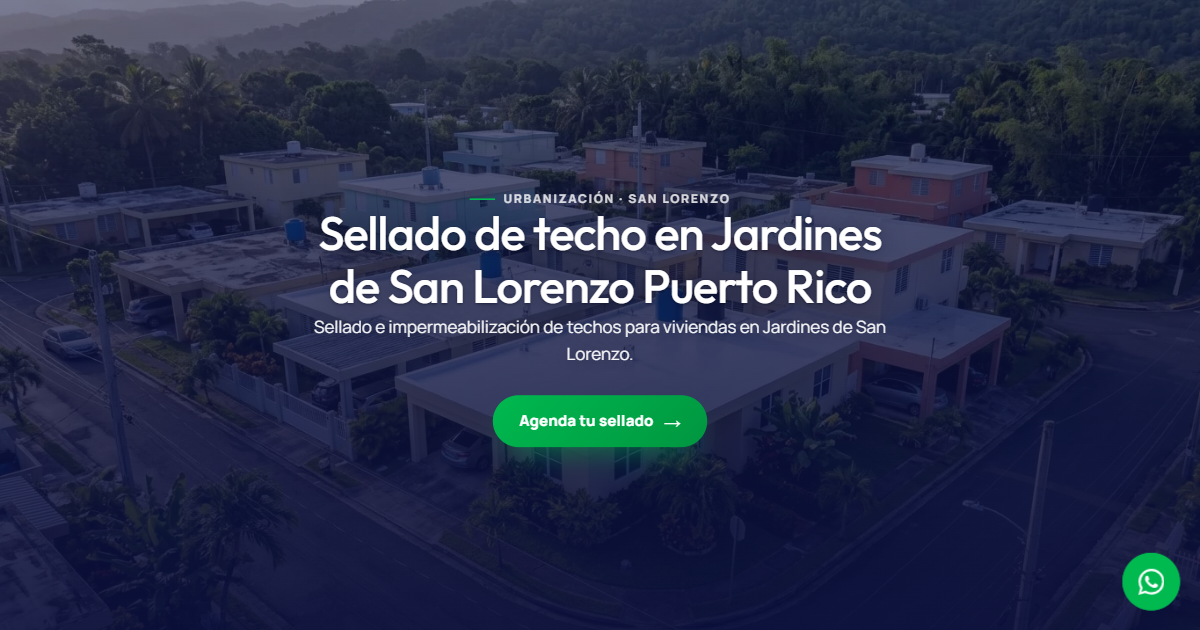 URBANIZACIÓN · SAN LORENZO
Sellado de techo en Jardines
de San Lorenzo Puerto Rico
Sellado e impermeabilización de techos para viviendas en Jardines de San
Lorenzo.
Agenda tu sellado →